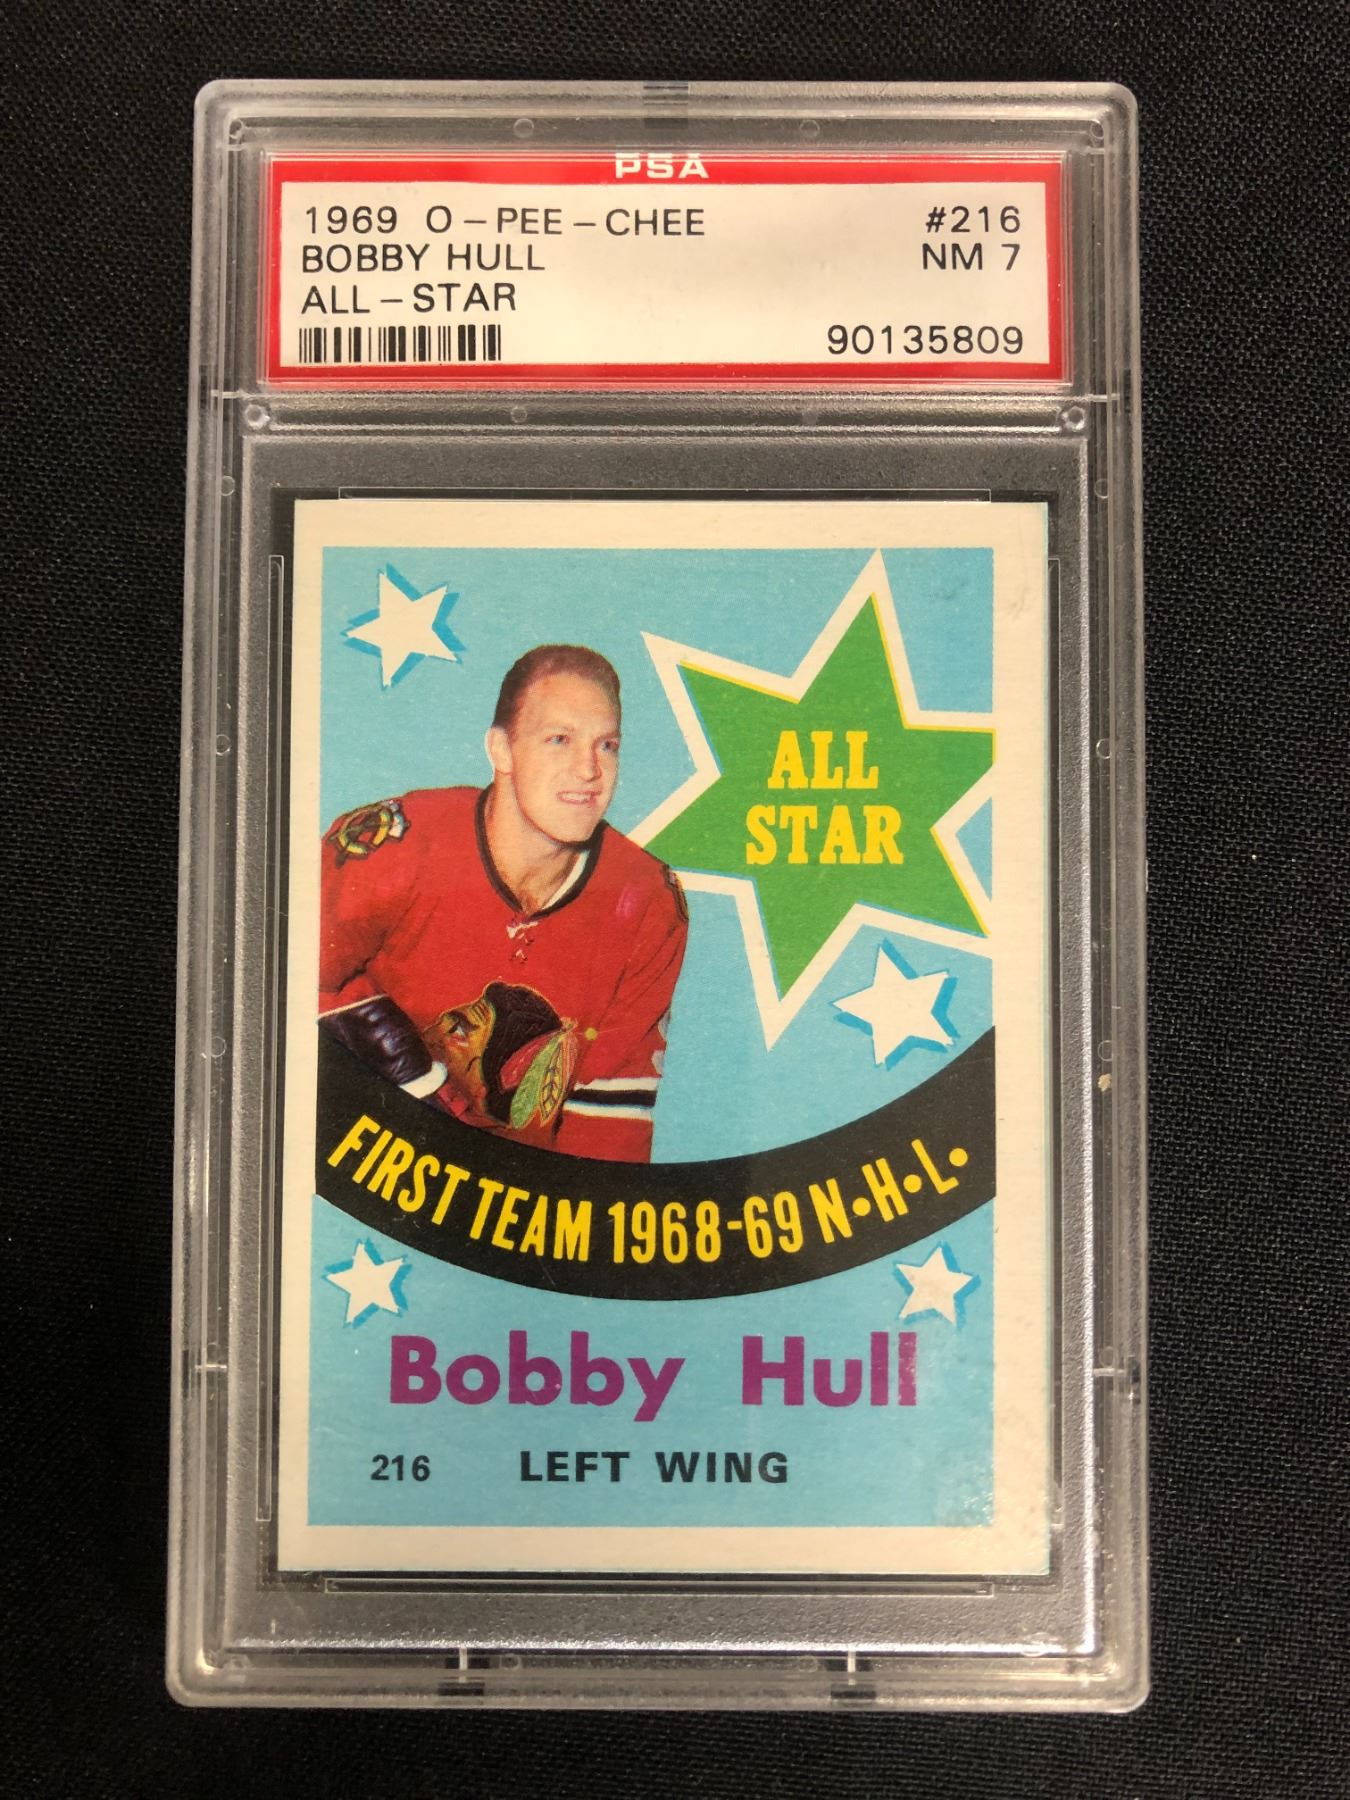 PSA
1969 O-PEE-CHEE #216
BOBBY HULL NM 7
ALL-STAR
90135809
ALL
STAR
FIRST TEAM 1968-69 N•H•L•
Bobby Hull
216 LEFT WING